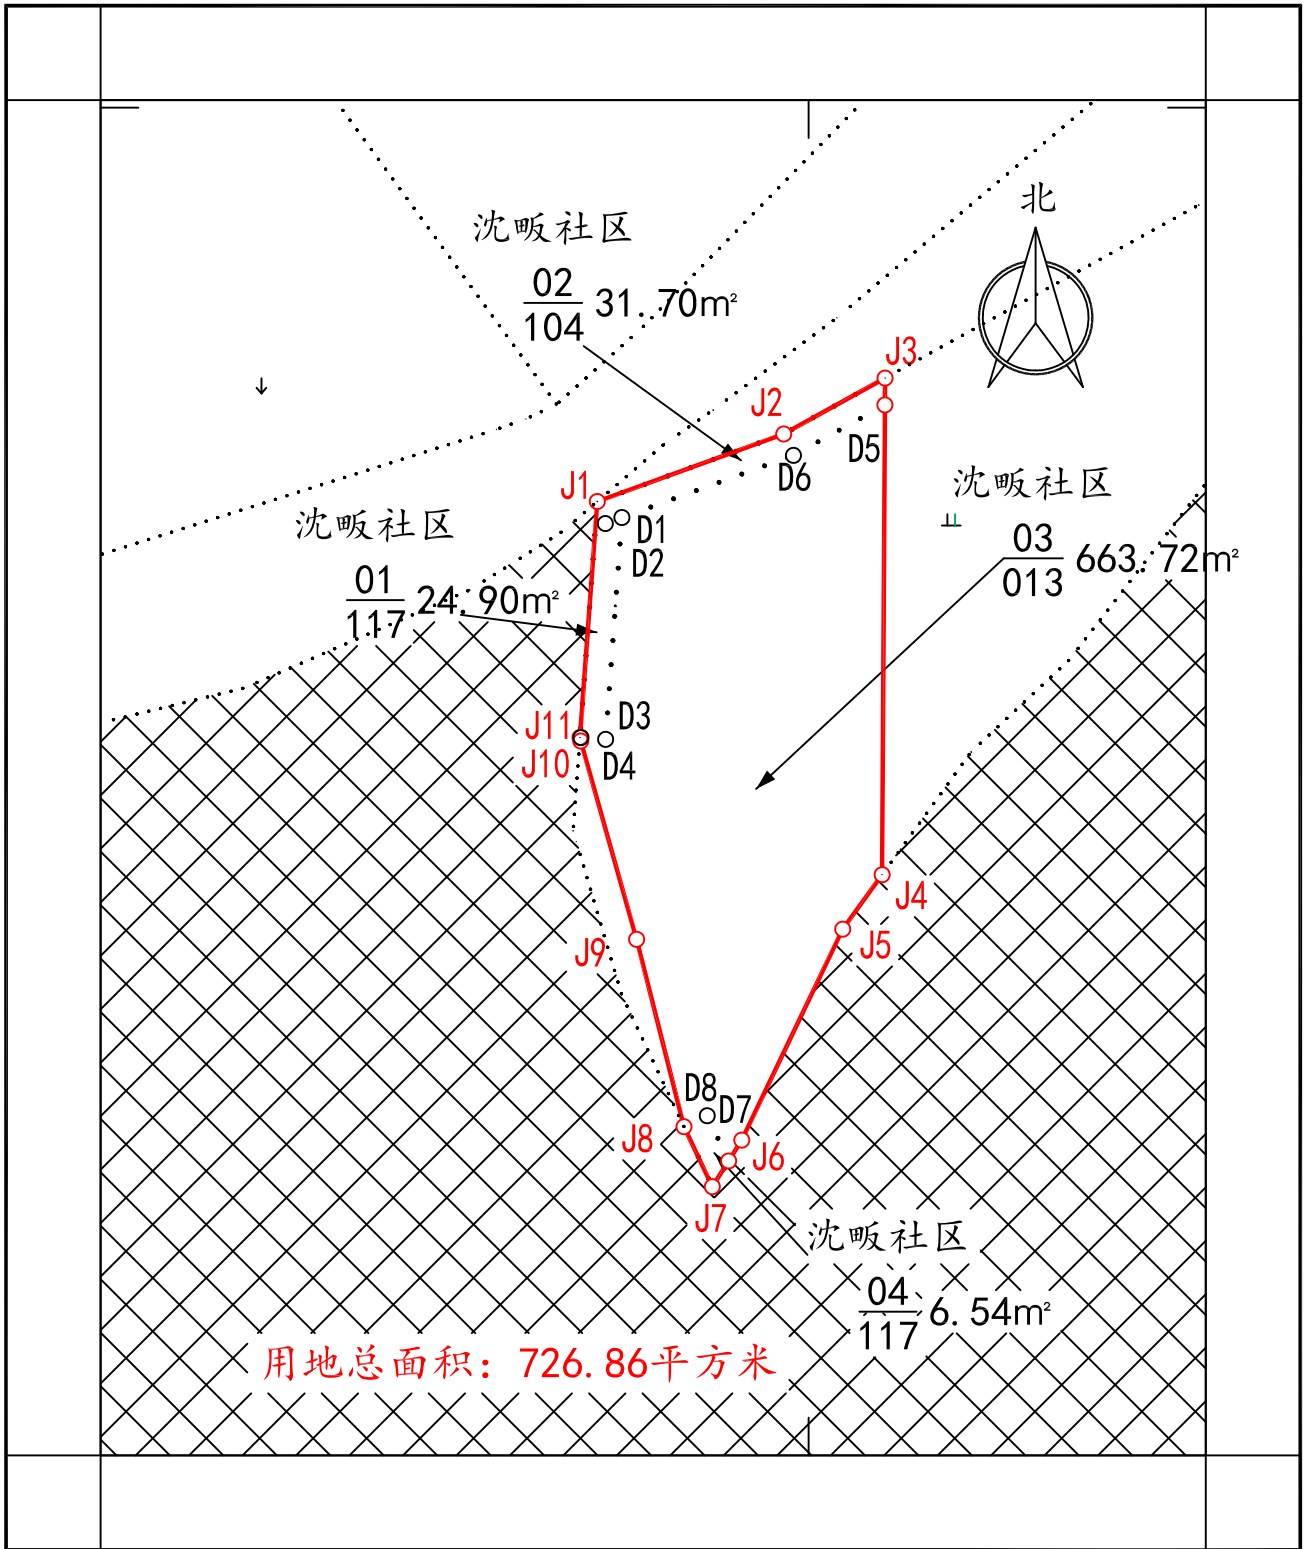 北
沈畈社区
02
104
31.70m²
J3
J2
D5
D6
J1
沈畈社区
D1
D2
沈畈社区
03
013
663.72m²
01
117
24.90m²
D3
J11
J10
D4
J4
J5
J9
D8
D7
J8
J6
J7
沈畈社区
04
117
6.54m²
用地总面积：726.86平方米